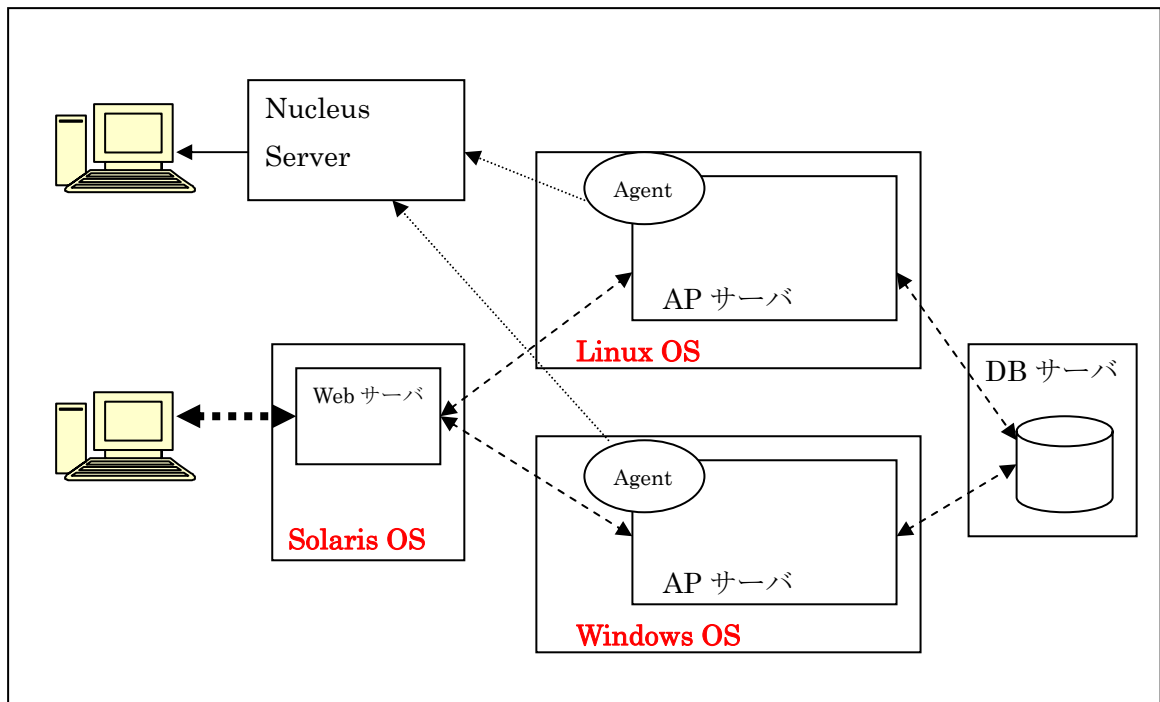 Nucleus
Server
Agent
AP サーバ
Linux OS
Web サーバ
Solaris OS
DB サーバ
Agent
AP サーバ
Windows OS